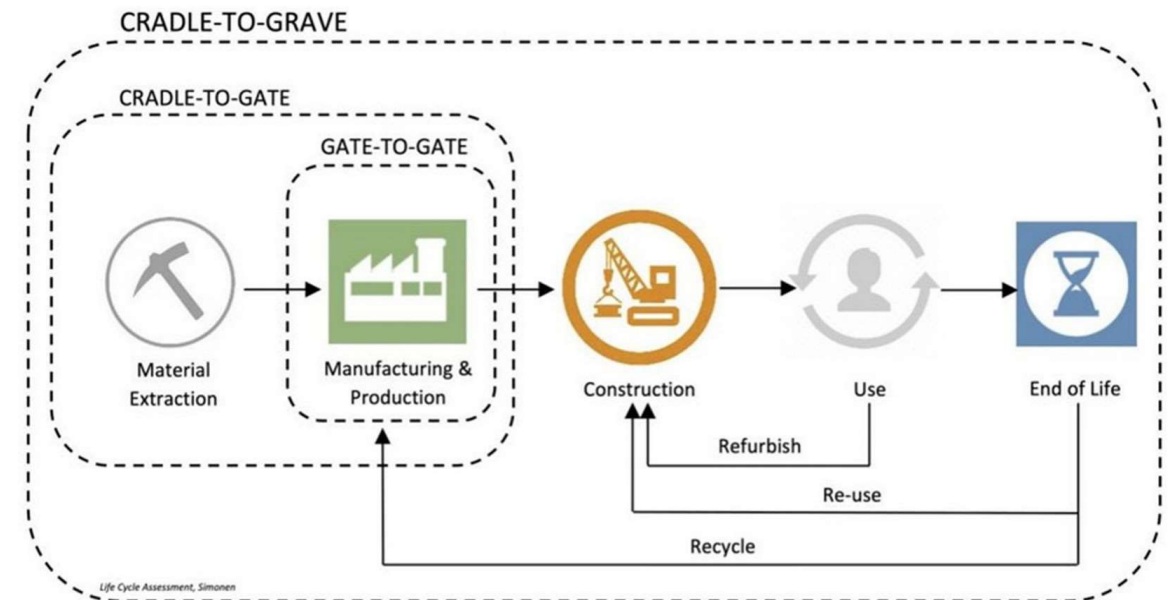 CRADLE-TO-GRAVE
CRADLE-TO-GATE
GATE-TO-GATE
Material
Extraction
Manufacturing &
Production
Construction
Use
End of Life
Refurbish
Re-use
Recycle
Life Cycle Assessment, Simonen